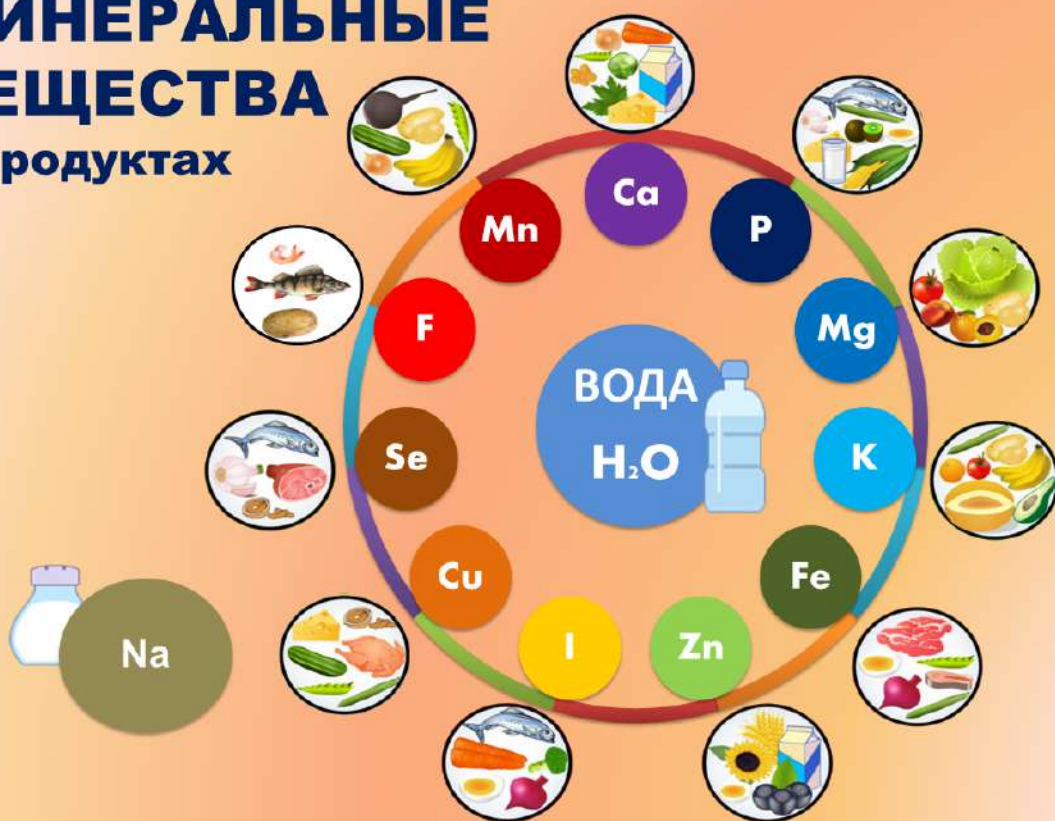 ИНЕРАЛЬНЫЕ
ЕЩЕСТВА
родуктах
Ca
Mn
P
F
Mg
ВОДА
H₂O
Se
K
Cu
Fe
I
Zn
Na